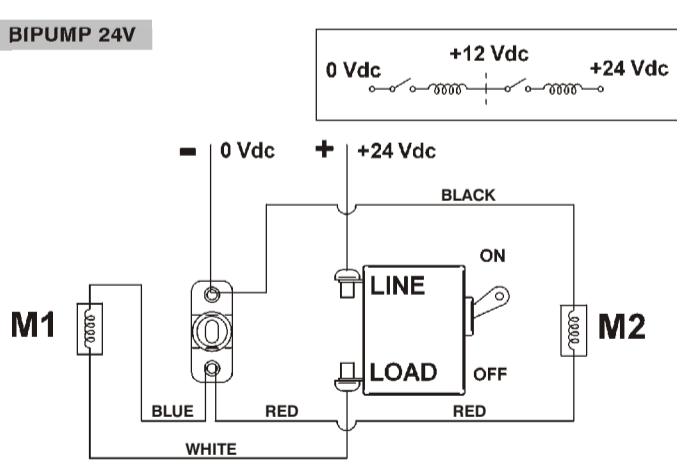 BIPUMP 24V
+12 Vdc
0 Vdc
+24 Vdc
- 0 Vdc + +24 Vdc
BLACK
ON
LINE
M1
M2
LOAD
OFF
BLUE RED RED
WHITE